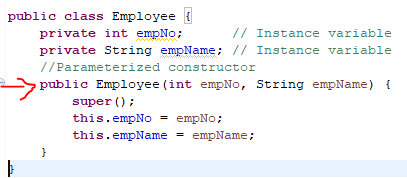 public class Employee {
private int empNo; // Instance variable
private String empName; // Instance variable
//Parameterized constructor
public Employee(int empNo, String empName) {
super();
this.empNo = empNo;
this.empName = empName;
}
}